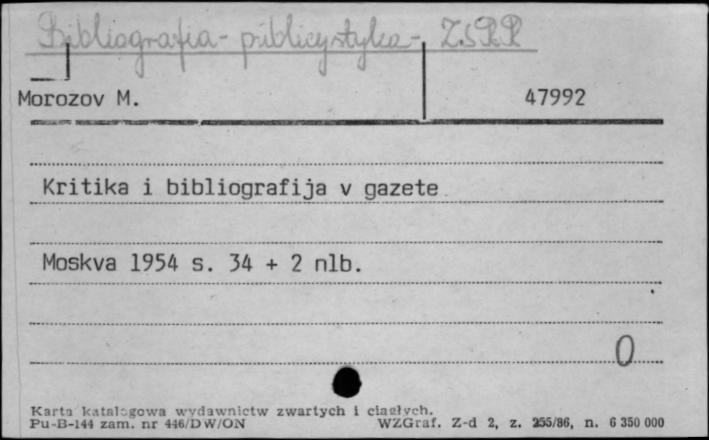 Bibliografia - publicystyka - ZSRR
Morozov M. 47992
Kritika i bibliografija v gazete
Moskva 1954 s. 34 + 2 nlb.
0
Karta katalogowa wydawnictw zwartych i ciągłych.
Pu-B-144 zam. nr 446/DW/ON WZGraf. Z-d 2, z. 255/86, n. 6 350 000